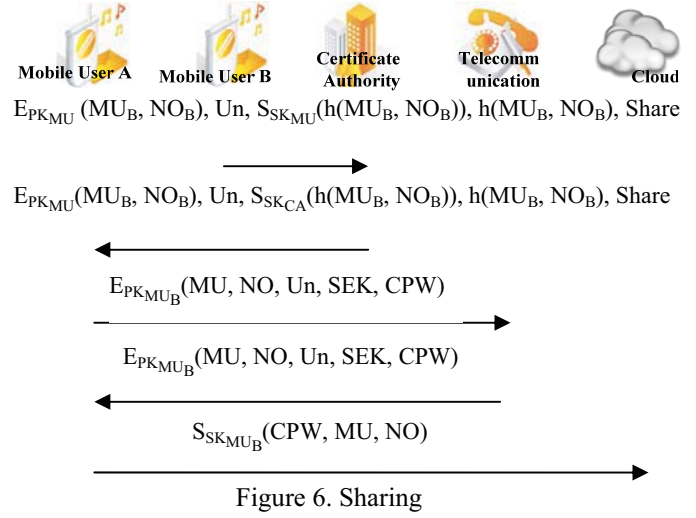 Mobile User A Mobile User B Certificate Authority Telecomm unication Cloud
E_PK_MU (MU_B, NO_B), Un, S_SK_MU(h(MU_B, NO_B)), h(MU_B, NO_B), Share
E_PK_MU(MU_B, NO_B), Un, S_SK_CA(h(MU_B, NO_B)), h(MU_B, NO_B), Share
E_PK_MU_B(MU, NO, Un, SEK, CPW)
E_PK_MU_B(MU, NO, Un, SEK, CPW)
S_SK_MU_B(CPW, MU, NO)
Figure 6. Sharing